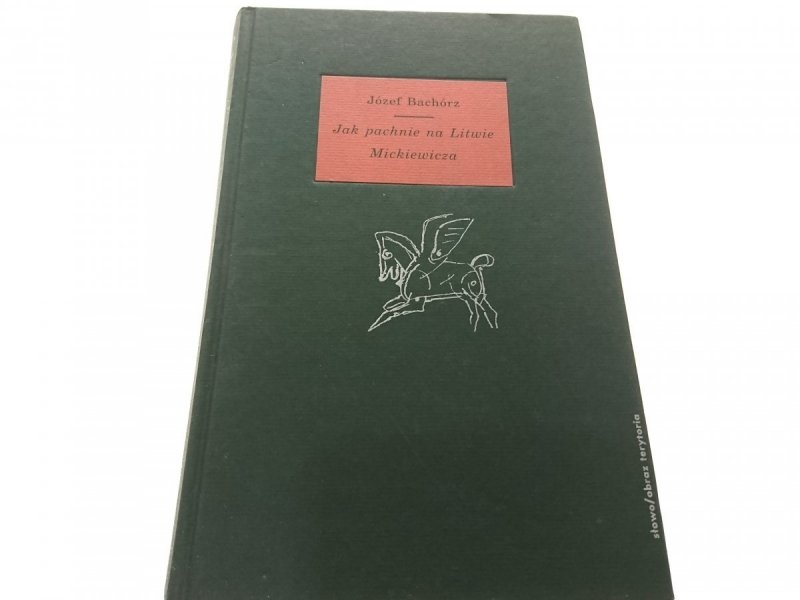 Józef Bachórz
Jak pachnie na Litwie
Mickiewicza
słowo/obraz terytoria